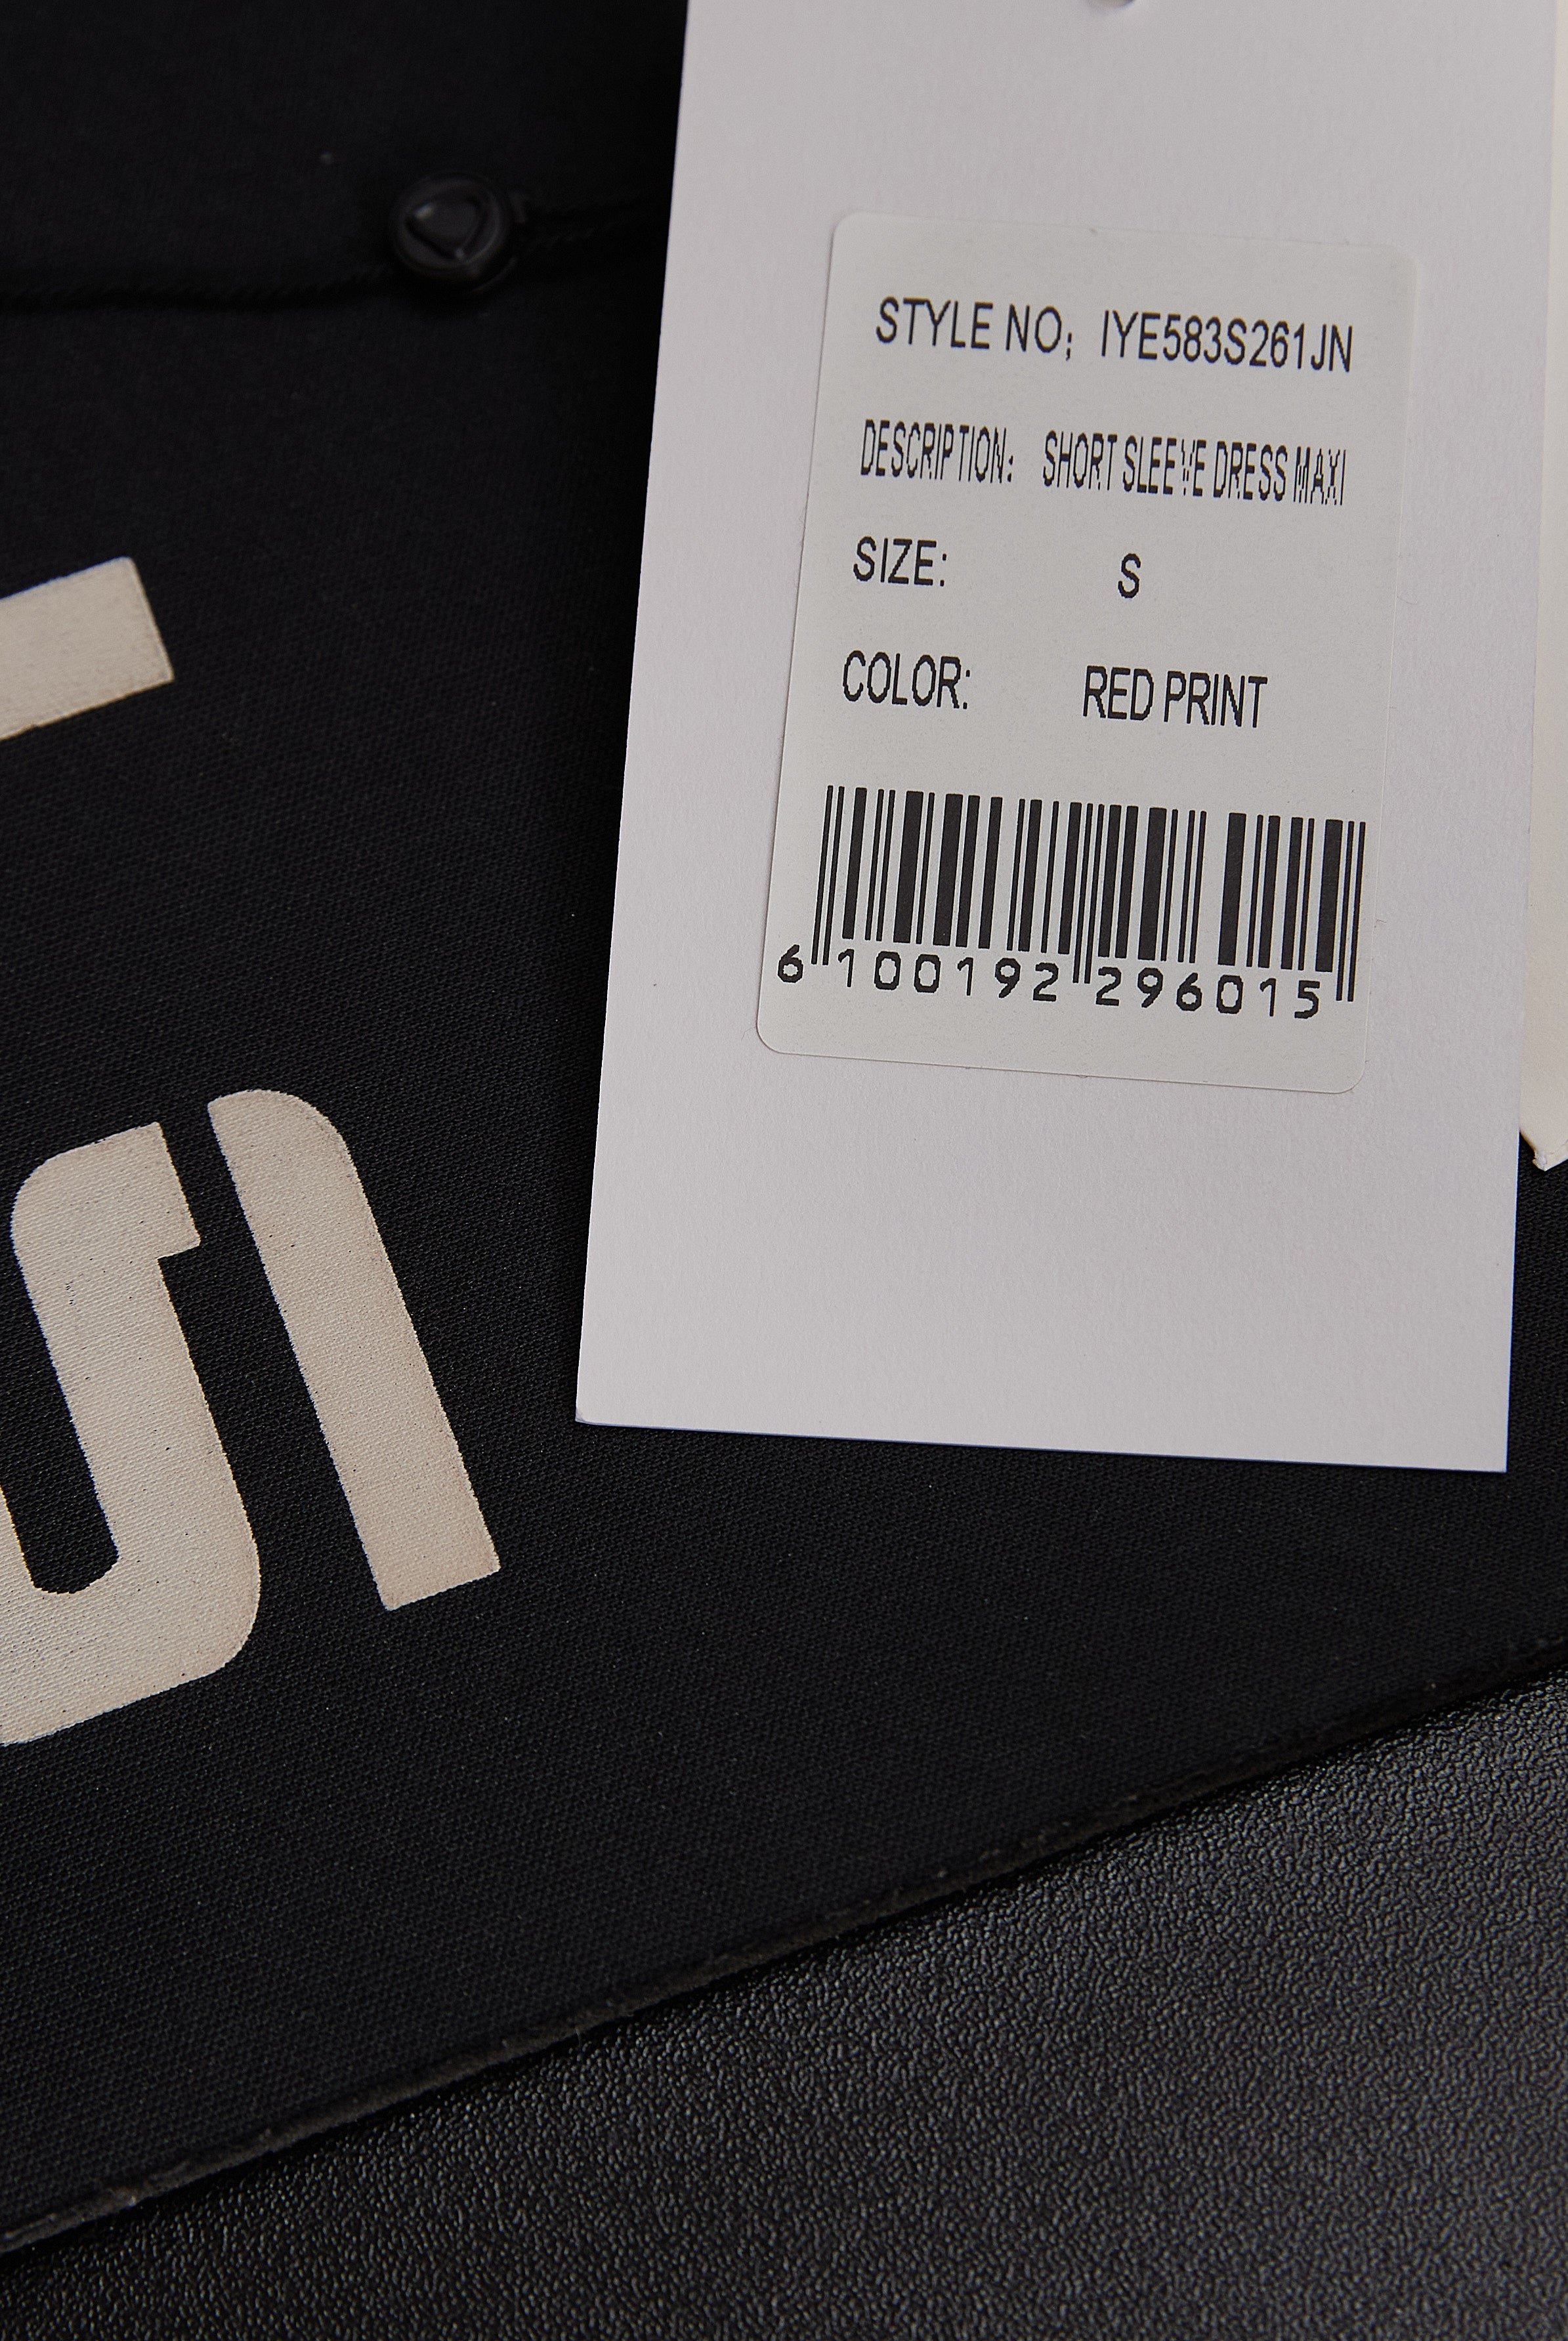 STYLE NO; IYE583S261JN
DESCRIPTION: SHORT SLEEVE DRESS MAXI
SIZE: S
COLOR: RED PRINT
6 100192 296015